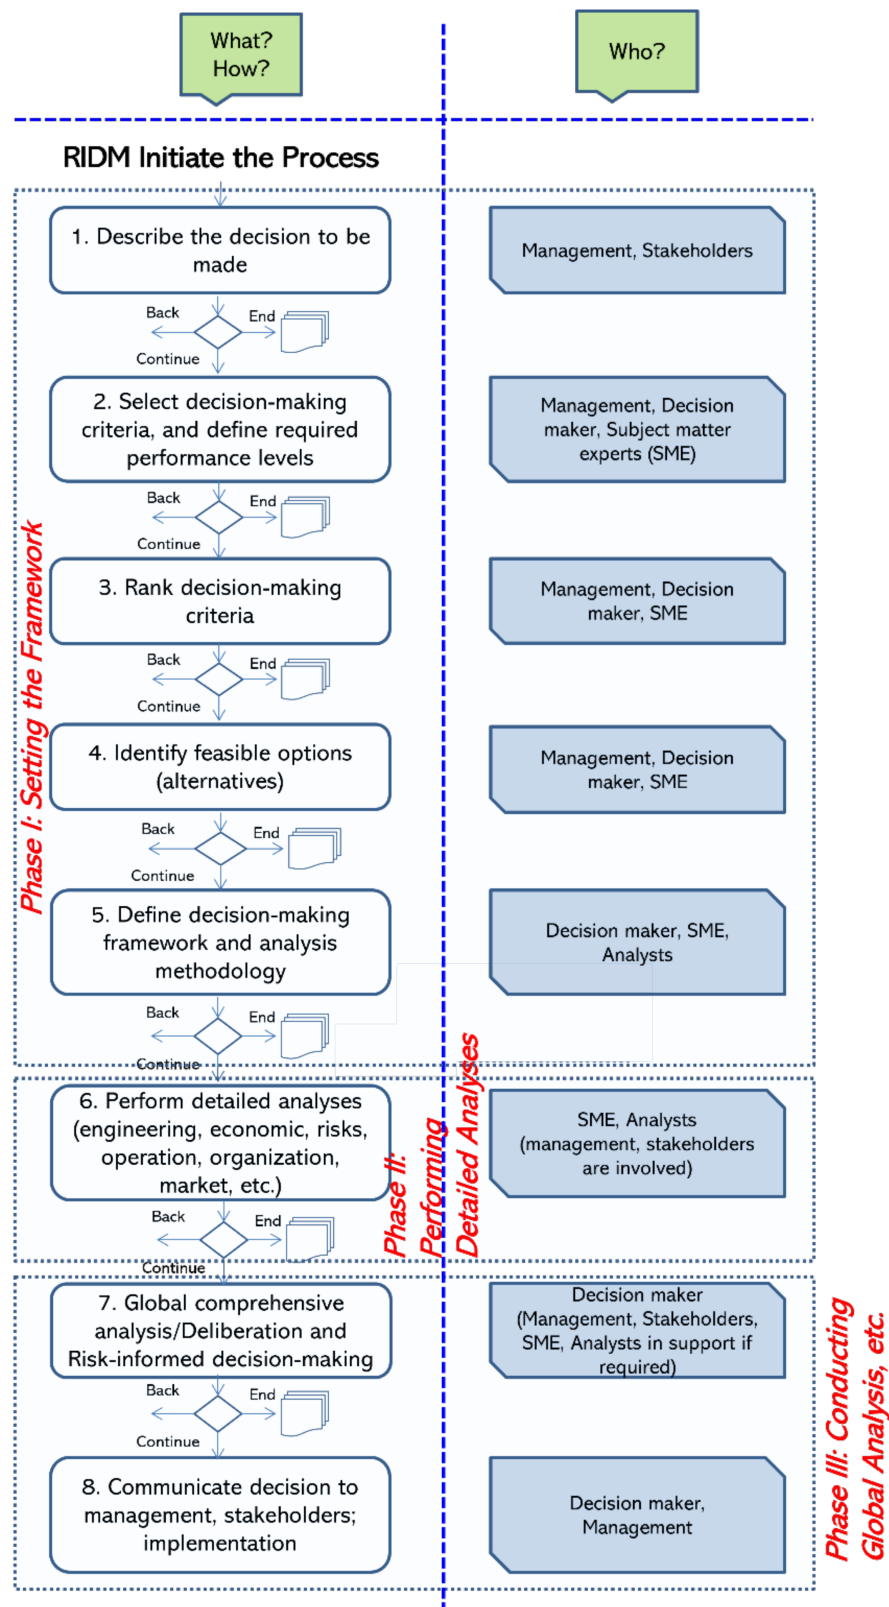 What?
How?
Who?
RIDM Initiate the Process
1. Describe the decision to be
made
Management, Stakeholders
Back
End
Continue
2. Select decision-making
criteria, and define required
performance levels
Management, Decision
maker, Subject matter
experts (SME)
Back
End
Continue
3. Rank decision-making
criteria
Management, Decision
maker, SME
Back
End
Continue
4. Identify feasible options
(alternatives)
Management, Decision
maker, SME
Back
End
Continue
5. Define decision-making
framework and analysis
methodology
Decision maker, SME,
Analysts
Back
End
Continue
Phase I: Setting the Framework
6. Perform detailed analyses
(engineering, economic, risks,
operation, organization,
market, etc.)
SME, Analysts
(management, stakeholders
are involved)
Back
End
Continue
Phase II:
Performing
Detailed Analyses
7. Global comprehensive
analysis/Deliberation and
Risk-informed decision-making
Decision maker
(Management, Stakeholders,
SME, Analysts in support if
required)
Back
End
Continue
8. Communicate decision to
management, stakeholders;
implementation
Decision maker,
Management
Phase III: Conducting
Global Analysis, etc.